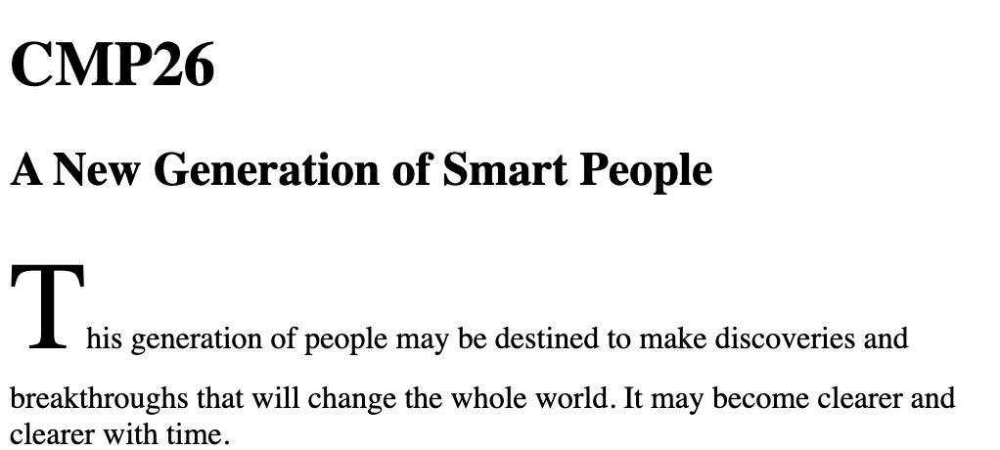 CMP26
A New Generation of Smart People
This generation of people may be destined to make discoveries and
breakthroughs that will change the whole world. It may become clearer and
clearer with time.